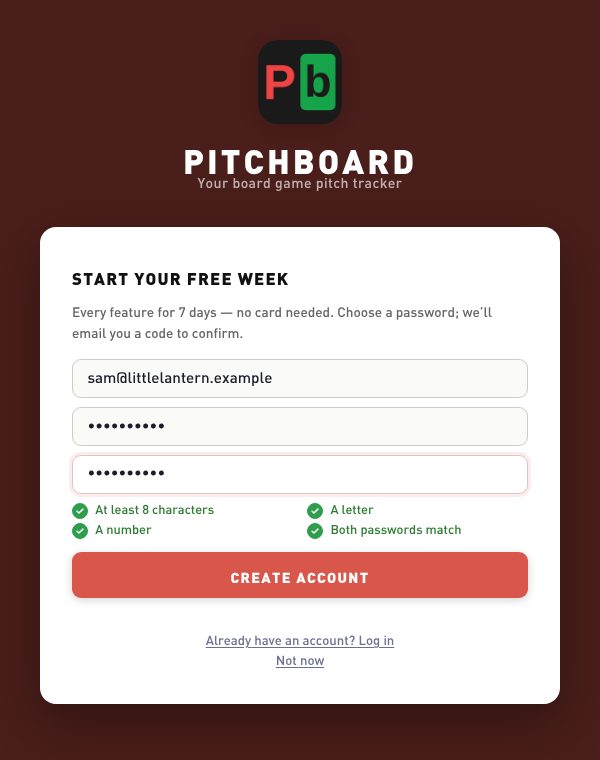 Pb
PITCHBOARD
Your board game pitch tracker
START YOUR FREE WEEK
Every feature for 7 days — no card needed. Choose a password; we'll
email you a code to confirm.
sam@littlelantern.example
••••••••••
••••••••••
At least 8 characters
A letter
A number
Both passwords match
CREATE ACCOUNT
Already have an account? Log in
Not now